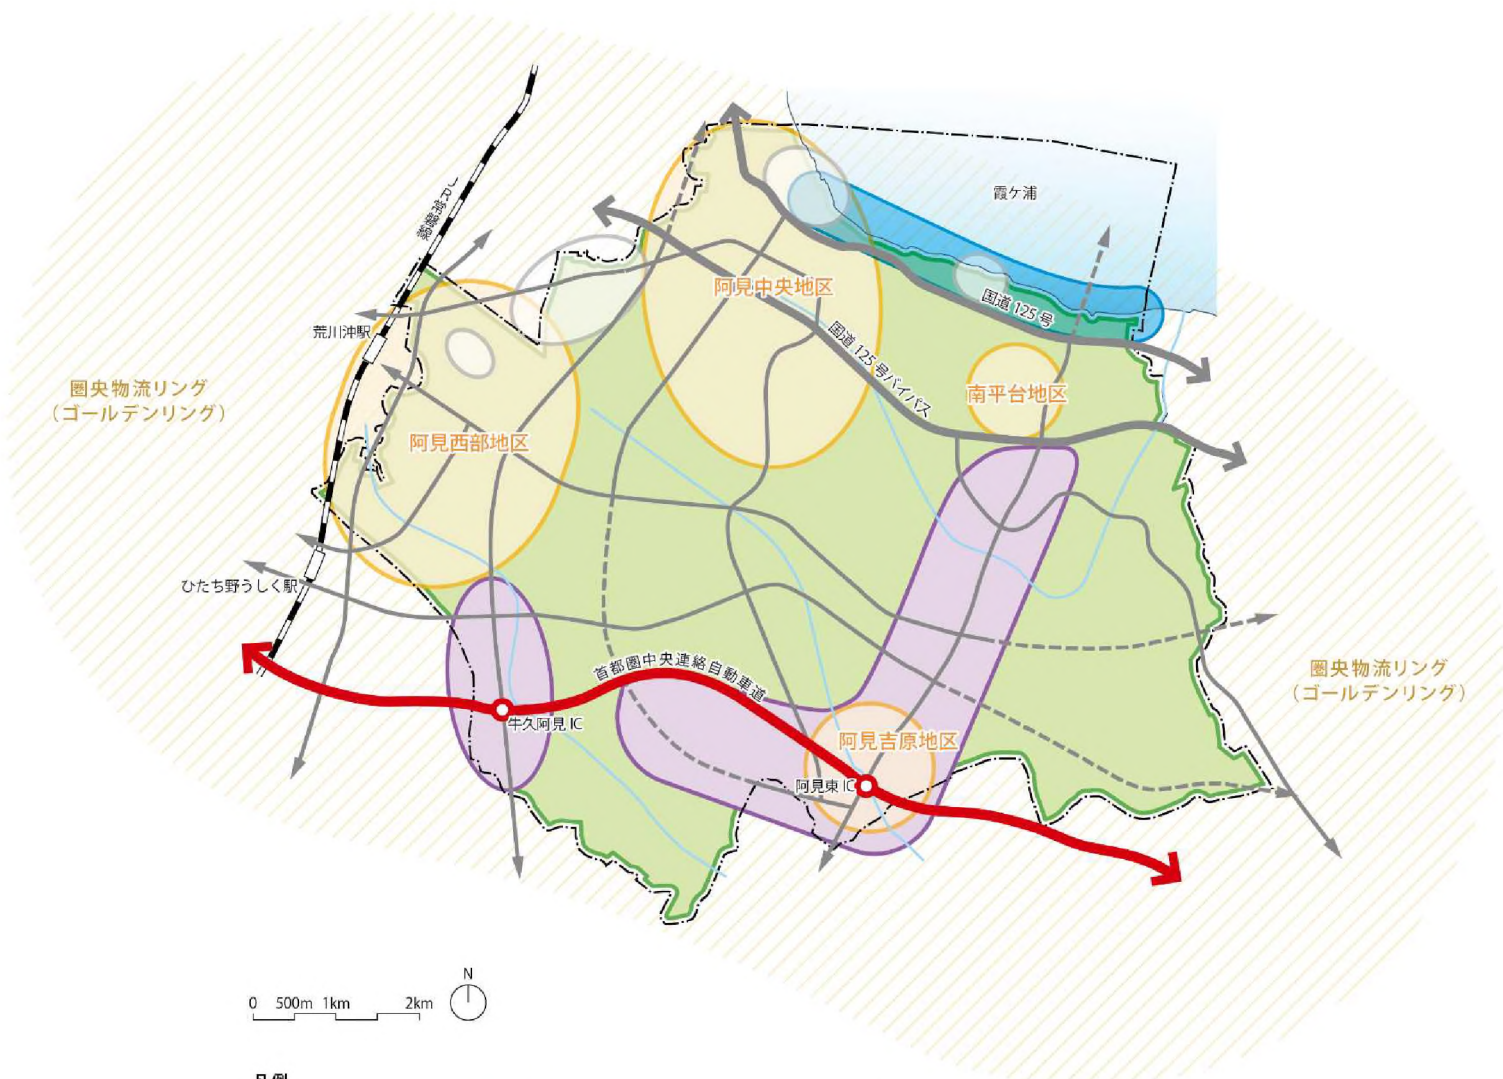 JR常磐線
霞ケ浦
阿見中央地区
国道125号
荒川沖駅
国道125号バイパス
圏央物流リング
（ゴールデンリング）
南平台地区
阿見西部地区
ひたち野うしく駅
首都圏中央連絡自動車道
圏央物流リング
（ゴールデンリング）
牛久阿見IC
阿見吉原地区
阿見東IC
N
0 500m 1km 2km
凡例